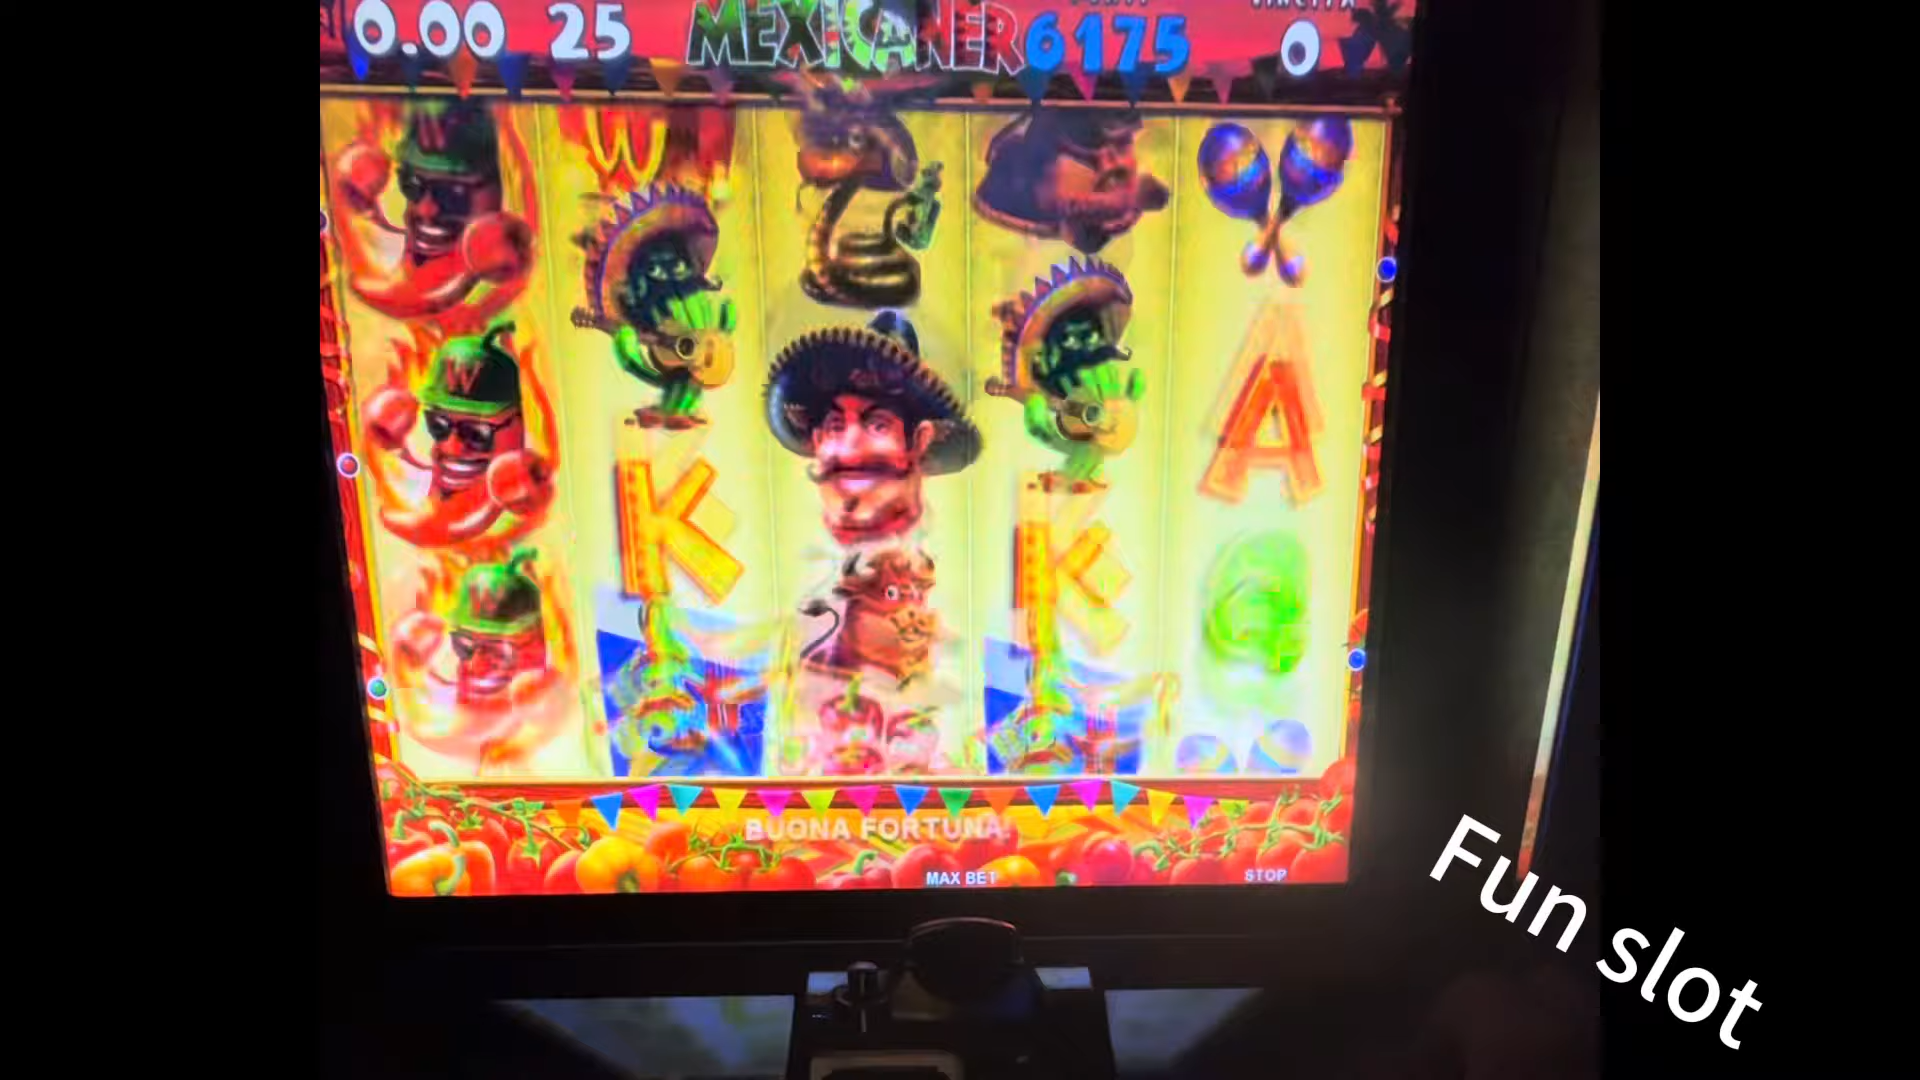 0.00 25 MEXICANER 6175 0
W
W
K
K
A
W
BUONA FORTUNA!
MAX BET
STOP
Fun slot